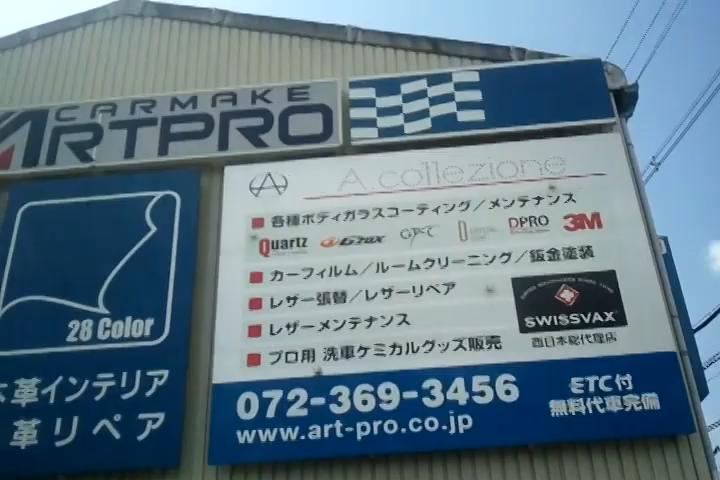 CARMAKE
ARTPRO
A.collezione
各種ボディガラスコーティング／メンテナンス
Quartz G'zox DPRO 3M
カーフィルム／ルームクリーニング／鈑金塗装
レザー張替／レザーリペア
レザーメンテナンス
プロ用 洗車ケミカルグッズ販売
SWISSVAX
西日本総代理店
28 Color
革インテリア
革リペア
072-369-3456
www.art-pro.co.jp
ETC付
無料代車完備